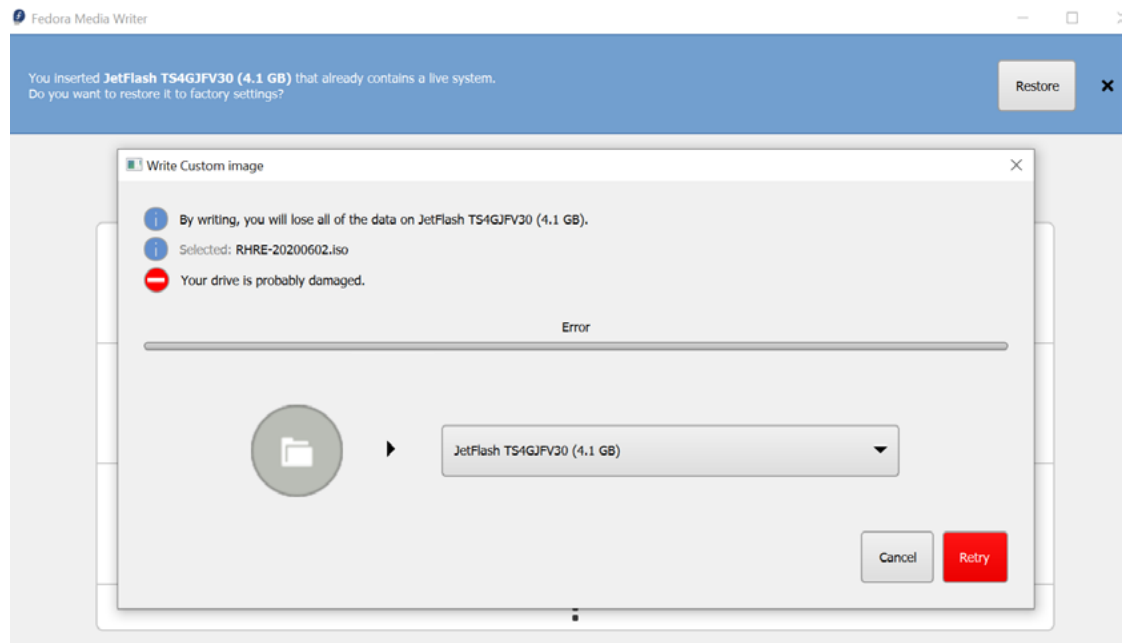 Fedora Media Writer
You inserted JetFlash TS4GJFV30 (4.1 GB) that already contains a live system.
Do you want to restore it to factory settings?
Restore
Write Custom image
By writing, you will lose all of the data on JetFlash TS4GJFV30 (4.1 GB).
Selected: RHRE-20200602.iso
Your drive is probably damaged.
Error
JetFlash TS4GJFV30 (4.1 GB)
Cancel
Retry